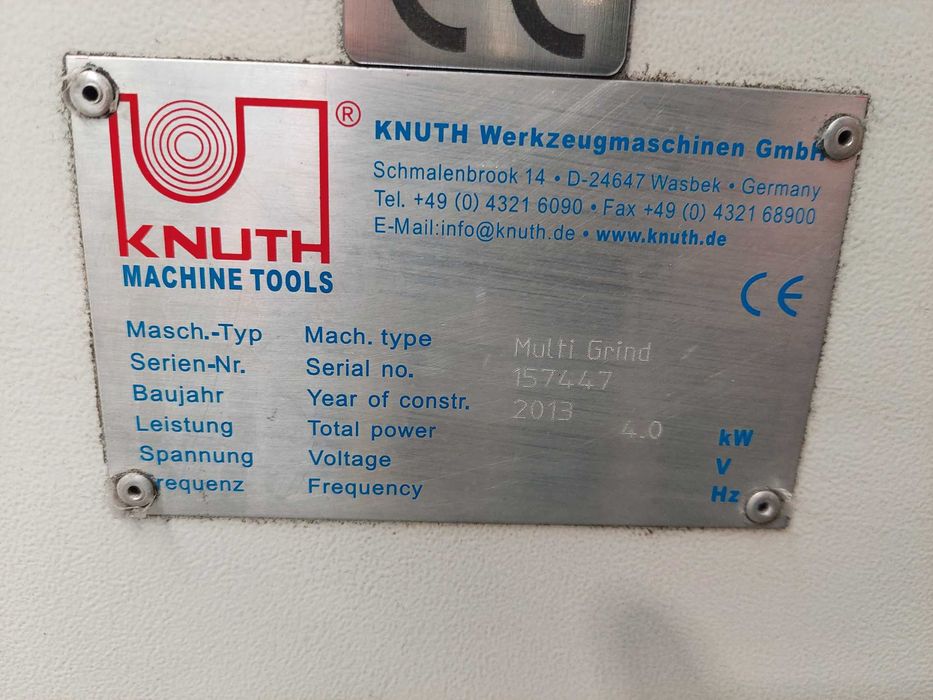 CE
KNUTH
MACHINE TOOLS
®
KNUTH Werkzeugmaschinen GmbH
Schmalenbrook 14 • D-24647 Wasbek • Germany
Tel. +49 (0) 4321 6090 • Fax +49 (0) 4321 68900
E-Mail:info@knuth.de • www.knuth.de
CE
Masch.-Typ Mach. type Multi Grind
Serien-Nr. Serial no. 157447
Baujahr Year of constr. 2013
Leistung Total power 4.0 kW
Spannung Voltage V
Frequenz Frequency Hz